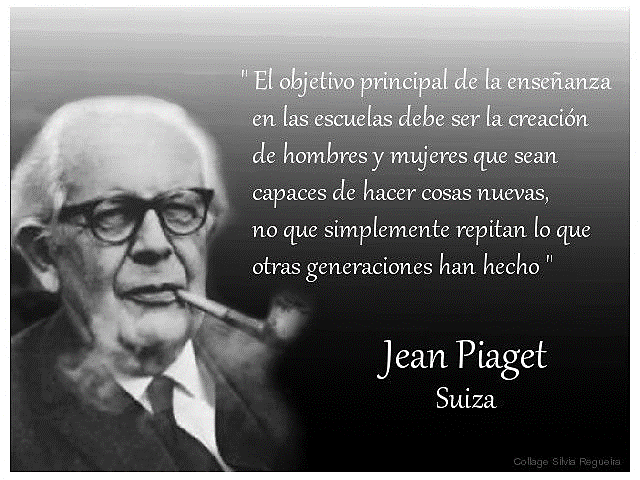 " El objetivo principal de la enseñanza
en las escuelas debe ser la creación
de hombres y mujeres que sean
capaces de hacer cosas nuevas,
no que simplemente repitan lo que
otras generaciones han hecho "
Jean Piaget
Suiza
Collage Silvia Regueira